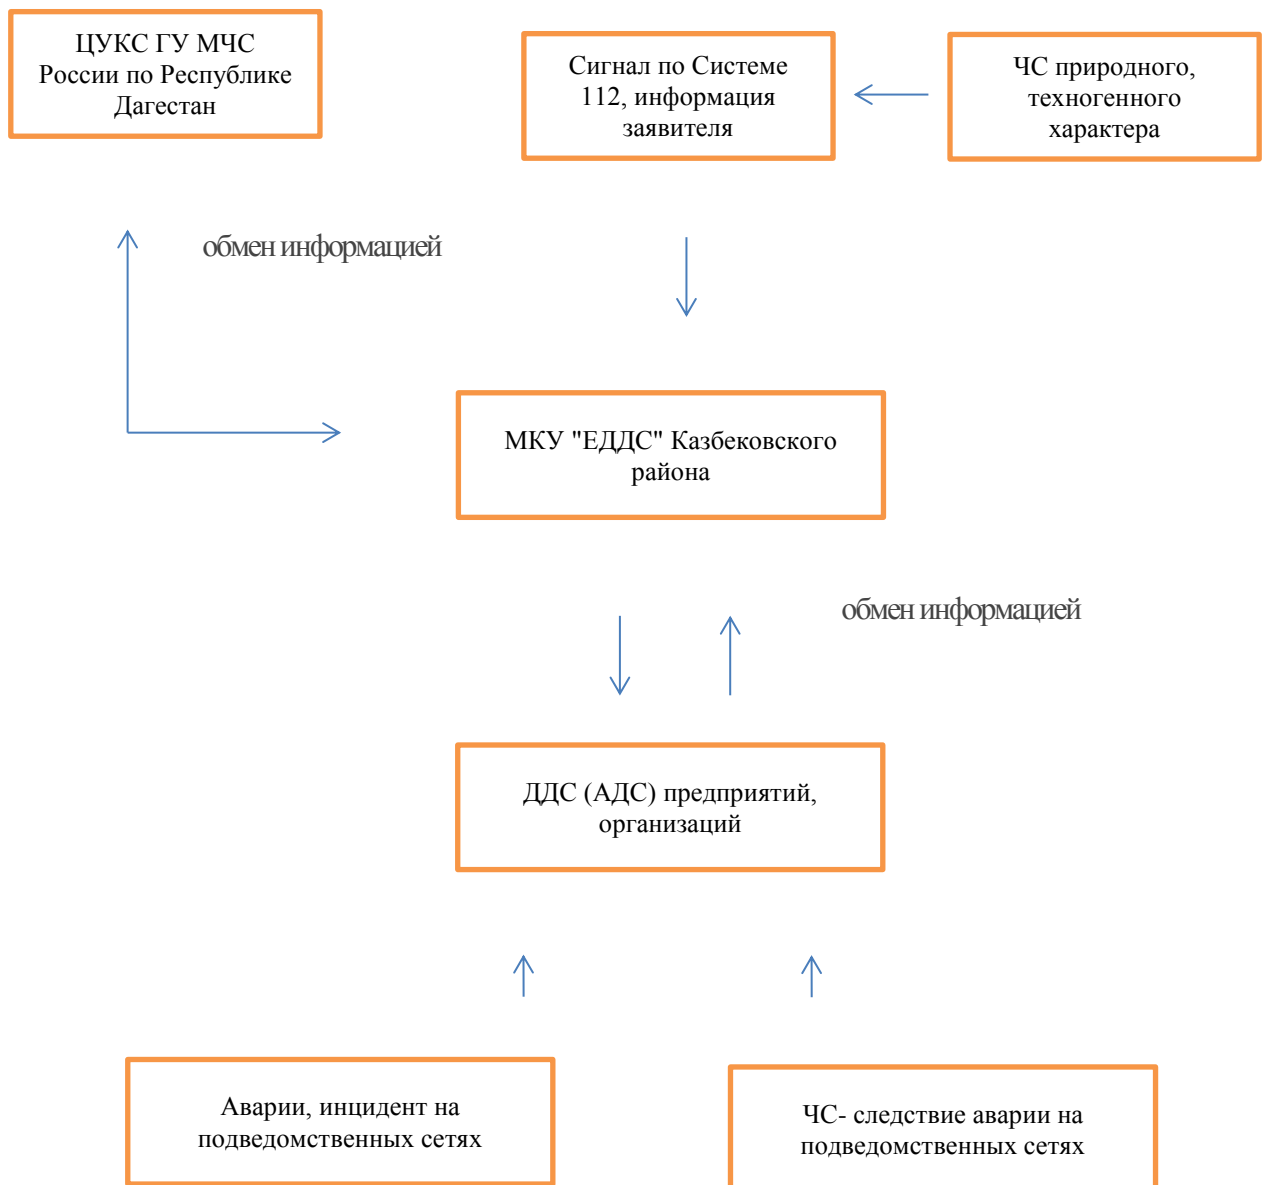 ЦУКС ГУ МЧС
России по Республике
Дагестан
Сигнал по Системе
112, информация
заявителя
ЧС природного,
техногенного
характера
обмен информацией
МКУ "ЕДДС" Казбековского
района
обмен информацией
ДДС (АДС) предприятий,
организаций
Аварии, инцидент на
подведомственных сетях
ЧС- следствие аварии на
подведомственных сетях